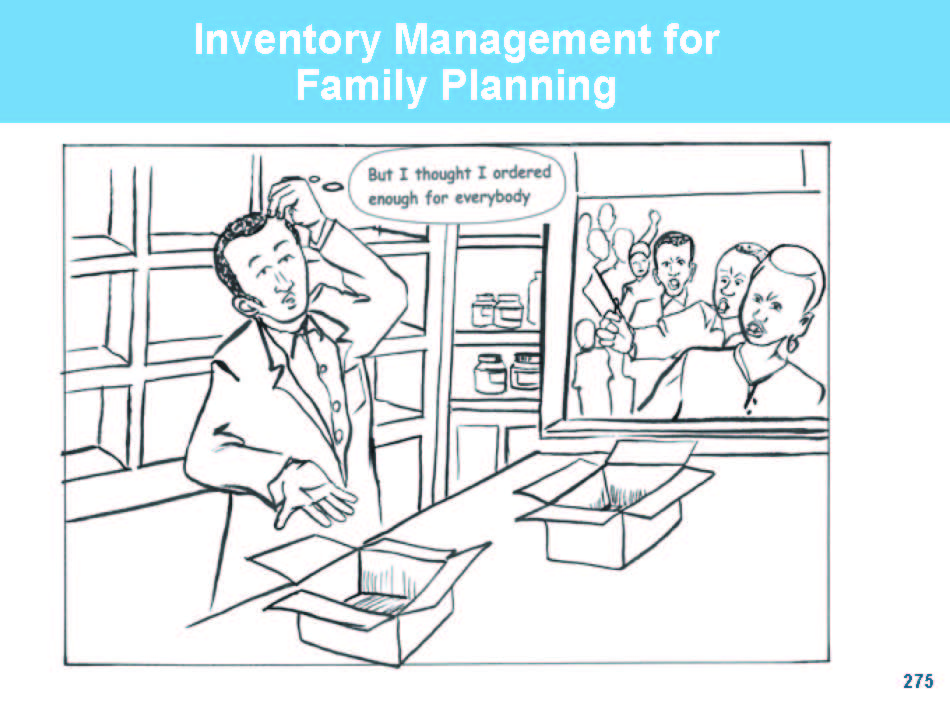 Inventory Management for
Family Planning
But I thought I ordered
enough for everybody
275